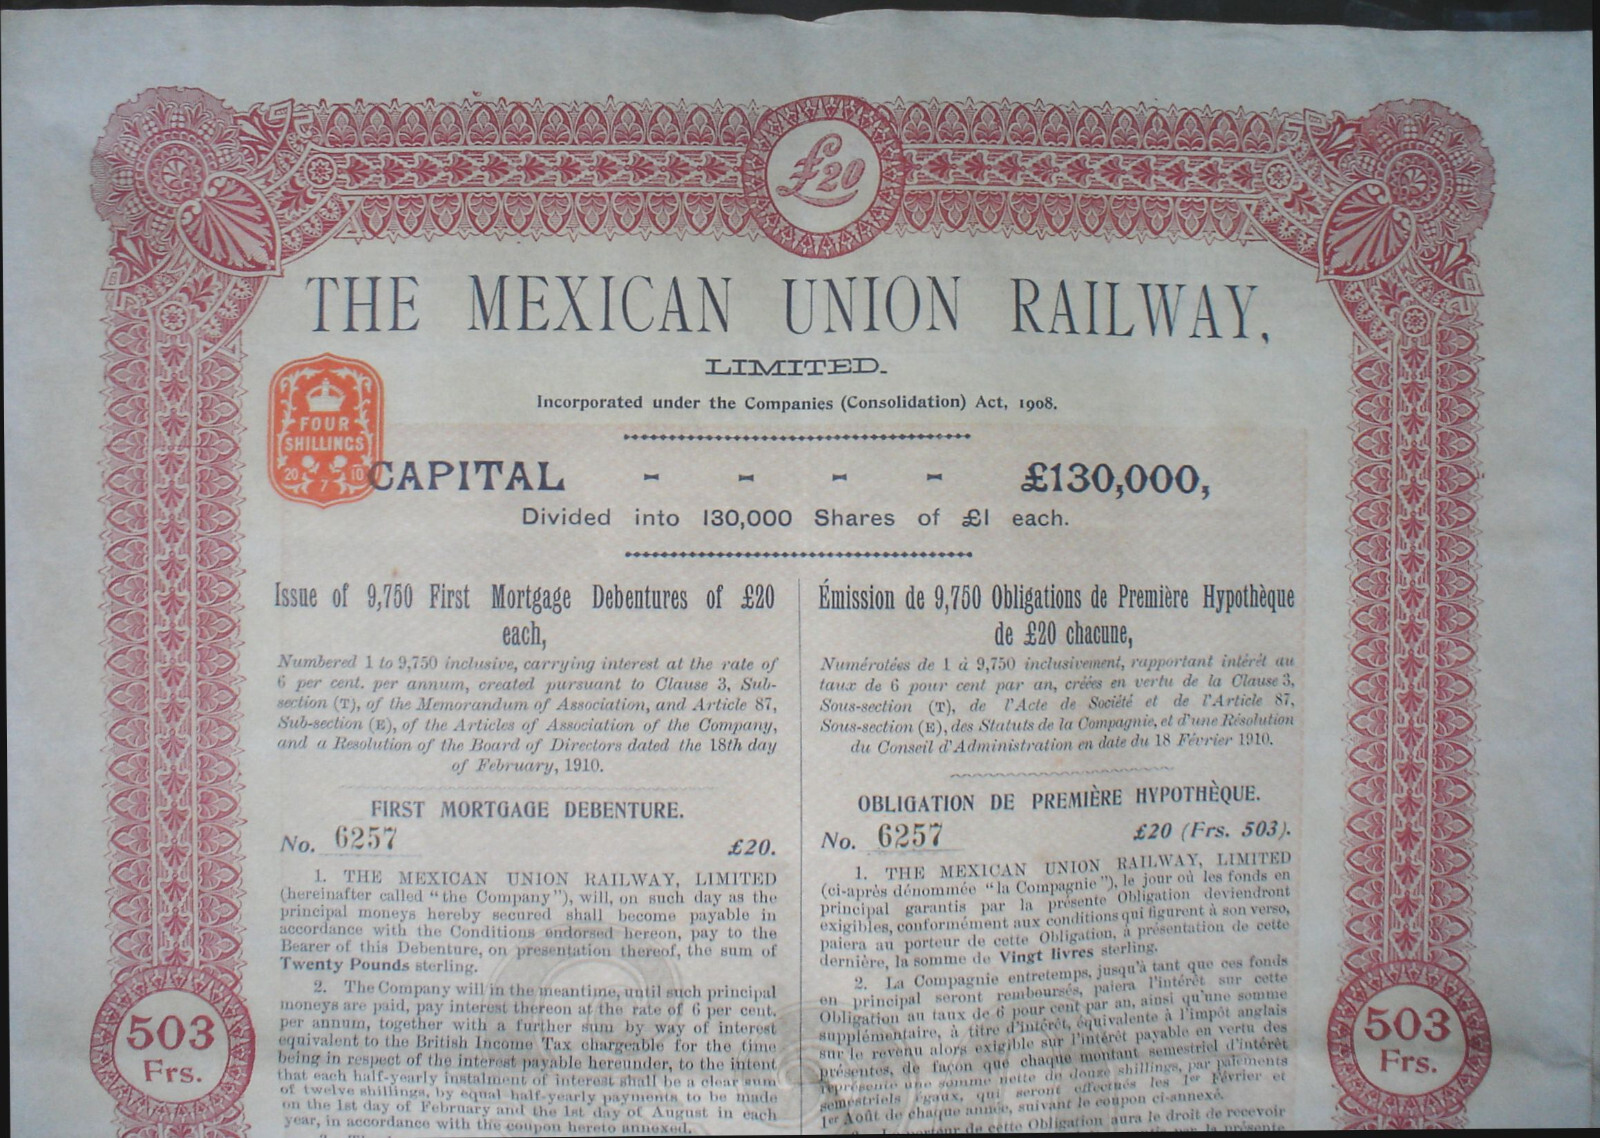 £20
THE MEXICAN UNION RAILWAY,
LIMITED.
Incorporated under the Companies (Consolidation) Act, 1908.
FOUR
SHILLINGS
20 7 10
CAPITAL - - - - £130,000,
Divided into 130,000 Shares of £1 each.
Issue of 9,750 First Mortgage Debentures of £20
each,
Numbered 1 to 9,750 inclusive, carrying interest at the rate of
6 per cent. per annum, created pursuant to Clause 3, Sub-
section (T), of the Memorandum of Association, and Article 87,
Sub-section (E), of the Articles of Association of the Company,
and a Resolution of the Board of Directors dated the 18th day
of February, 1910.
FIRST MORTGAGE DEBENTURE.
No. 6257 £20.
1. THE MEXICAN UNION RAILWAY, LIMITED
(hereinafter called "the Company"), will, on such day as the
principal moneys hereby secured shall become payable in
accordance with the Conditions endorsed hereon, pay to the
Bearer of this Debenture, on presentation thereof, the sum of
Twenty Pounds sterling.
2. The Company will in the meantime, until such principal
moneys are paid, pay interest thereon at the rate of 6 per cent.
per annum, together with a further sum by way of interest
equivalent to the British Income Tax chargeable for the time
being in respect of the interest payable hereunder, to the intent
that each half-yearly instalment of interest shall be a clear sum
of twelve shillings, by equal half-yearly payments to be made
on the 1st day of February and the 1st day of August in each
year, in accordance with the coupon hereto annexed.
Émission de 9,750 Obligations de Première Hypothèque
de £20 chacune,
Numérotées de 1 à 9,750 inclusivement, rapportant intérêt au
taux de 6 pour cent par an, créées en vertu de la Clause 3,
Sous-section (T), de l'Acte de Société et de l'Article 87,
Sous-section (E), des Statuts de la Compagnie, et d'une Résolution
du Conseil d'Administration en date du 18 Février 1910.
OBLIGATION DE PREMIÈRE HYPOTHÈQUE.
No. 6257 £20 (Frs. 503).
1. THE MEXICAN UNION RAILWAY, LIMITED
(ci-après dénommée "la Compagnie"), le jour où les fonds en
principal garantis par la présente Obligation deviendront
exigibles, conformément aux conditions qui figurent à son verso,
paiera au porteur de cette Obligation, à présentation de cette
dernière, la somme de Vingt livres sterling.
2. La Compagnie entretemps, jusqu'à tant que ces fonds
en principal seront remboursés, paiera l'intérêt sur cette
Obligation au taux de 6 pour cent par an, ainsi qu'une somme
supplémentaire, à titre d'intérêt, équivalente à l'impôt anglais
sur le revenu alors exigible sur l'intérêt payable en vertu des
présentes, de façon que chaque montant semestriel d'intérêt
représente une somme nette de douze shillings, par paiements
semestriels égaux, qui seront effectués les 1er Février et
1er Août de chaque année, suivant le coupon ci-annexé.
porteur de cette Obligation aura le droit de recevoir
503
Frs.
503
Frs.